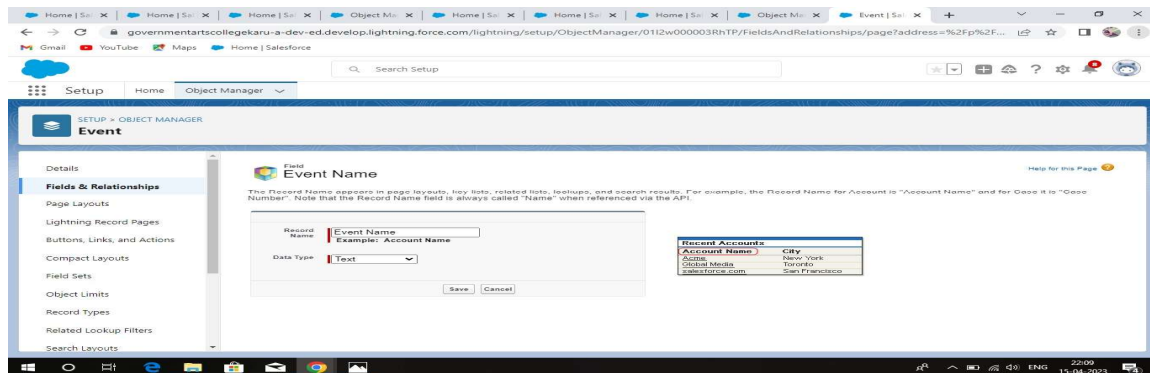 Home | Sal
Home | Sal
Home | Sal
Object Ma
Home | Sal
Home | Sal
Home | Sal
Object Ma
Event | Sal
governmentartscollegekaru-a-dev-ed.develop.lightning.force.com/lightning/setup/ObjectManager/01I2w000003RhTP/FieldsAndRelationships/page?address=%2Fp%2F...
Gmail YouTube Maps Home | Salesforce
Search Setup
Setup Home Object Manager
SETUP > OBJECT MANAGER
Event
Details
Fields & Relationships
Page Layouts
Lightning Record Pages
Buttons, Links, and Actions
Compact Layouts
Field Sets
Object Limits
Record Types
Related Lookup Filters
Search Layouts
Field
Event Name
Help for this Page
The Record Name appears in page layouts, key lists, related lists, lookups, and search results. For example, the Record Name for Account is "Account Name" and for Case it is "Case
Number". Note that the Record Name field is always called "Name" when referenced via the API.
Record Name Event Name
Example: Account Name
Data Type Text
Save Cancel
Recent Accounts
Account Name City
Acme New York
Global Media Toronto
salesforce.com San Francisco
ENG
22:09
15-04-2023